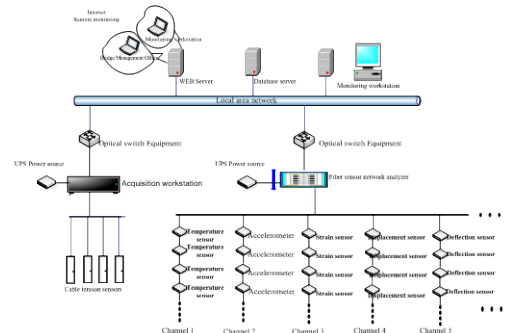 Internet
Remote monitoring
Monitoring workstation
Bridge Management Office
WEB Server
Database server
Monitoring workstation
Local area network
Optical switch Equipment
Optical switch Equipment
UPS Power source
Acquisition workstation
UPS Power source
Fiber sensor network analyzer
Cable tension sensors
Temperature
sensor
Accelerometer
Strain sensor
Displacement sensor
Deflection sensor
Temperature
sensor
Accelerometer
Strain sensor
Displacement sensor
Deflection sensor
Temperature
sensor
Accelerometer
Strain sensor
Displacement sensor
Deflection sensor
Temperature
sensor
Accelerometer
Strain sensor
Displacement sensor
Deflection sensor
Channel 1
Channel 2
Channel 3
Channel 4
Channel 5